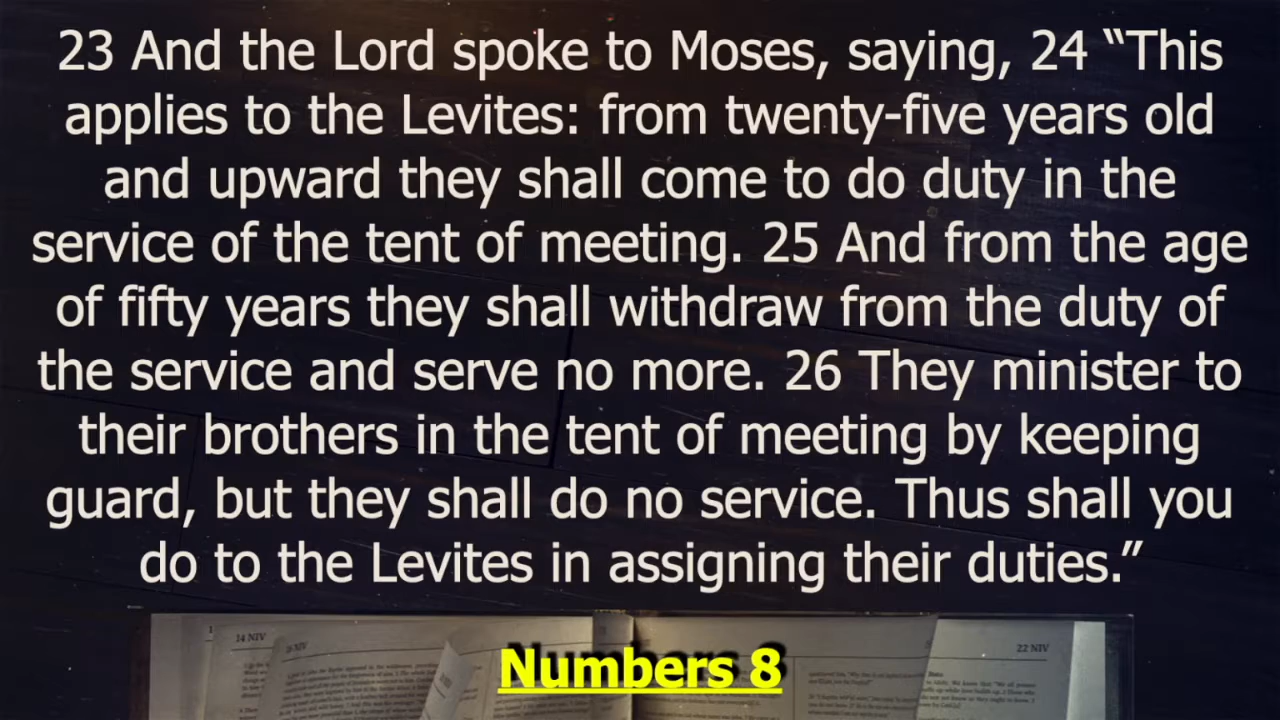 23 And the Lord spoke to Moses, saying, 24 “This
applies to the Levites: from twenty-five years old
and upward they shall come to do duty in the
service of the tent of meeting. 25 And from the age
of fifty years they shall withdraw from the duty of
the service and serve no more. 26 They minister to
their brothers in the tent of meeting by keeping
guard, but they shall do no service. Thus shall you
do to the Levites in assigning their duties.”
14 NIV
22 NIV
Numbers 8